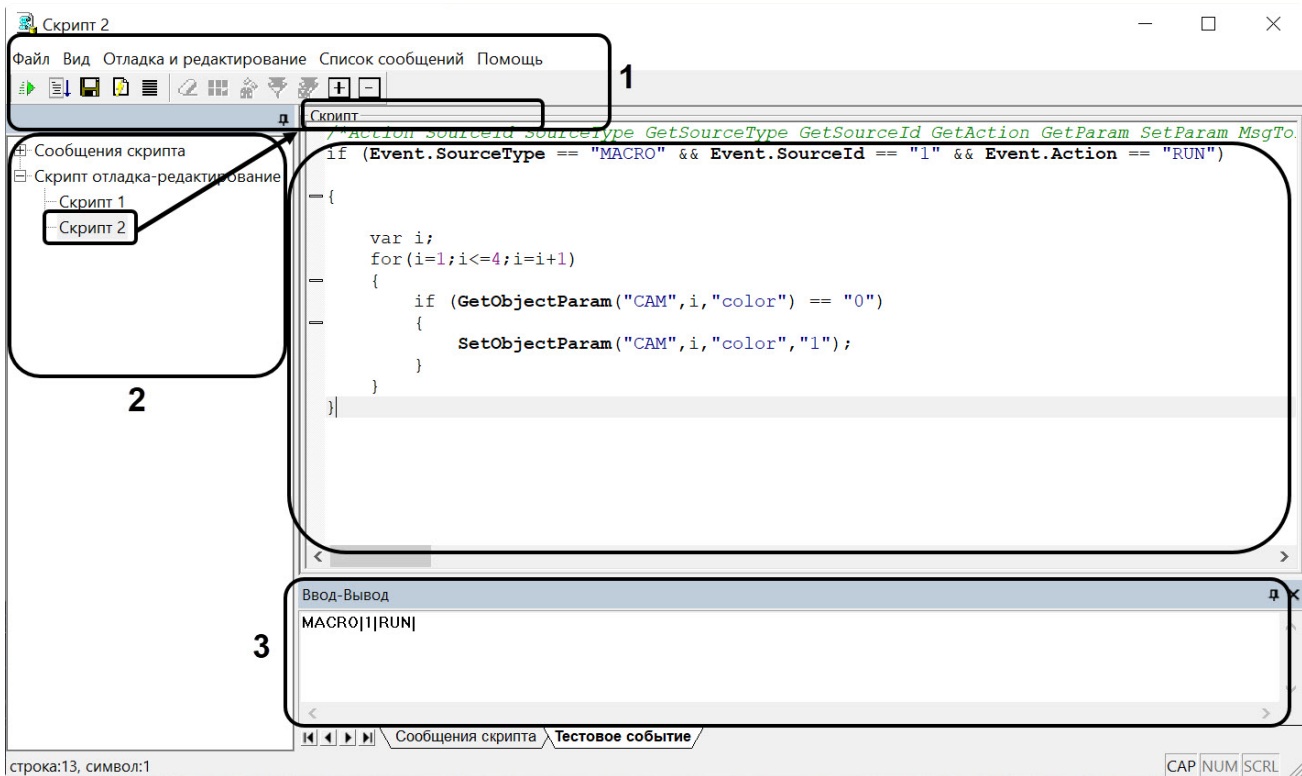 Скрипт 2
Файл Вид Отладка и редактирование Список сообщений Помощь
1
Скрипт
Сообщения скрипта
Скрипт отладка-редактирование
Скрипт 1
Скрипт 2
2
/*Action SourceId SourceType GetSourceType GetSourceId GetAction GetParam SetParam MsgTo
if (Event.SourceType == "MACRO" && Event.SourceId == "1" && Event.Action == "RUN")
{
var i;
for(i=1;i<=4;i=i+1)
{
if (GetObjectParam("CAM",i,"color") == "0")
{
SetObjectParam("CAM",i,"color","1");
}
}
}
Ввод-Вывод
MACRO|1|RUN|
3
Сообщения скрипта Тестовое событие
строка:13, символ:1
CAP NUM SCRL